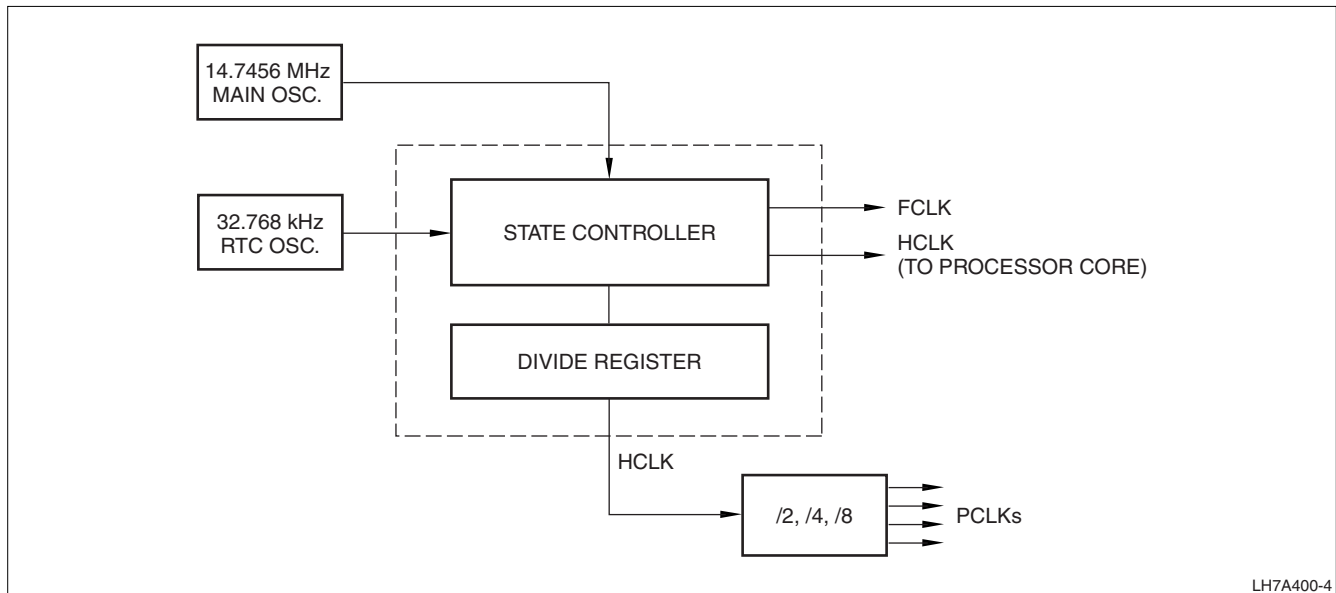 14.7456 MHz
MAIN OSC.
32.768 kHz
RTC OSC.
STATE CONTROLLER
FCLK
HCLK
(TO PROCESSOR CORE)
DIVIDE REGISTER
HCLK
/2, /4, /8
PCLKs
LH7A400-4